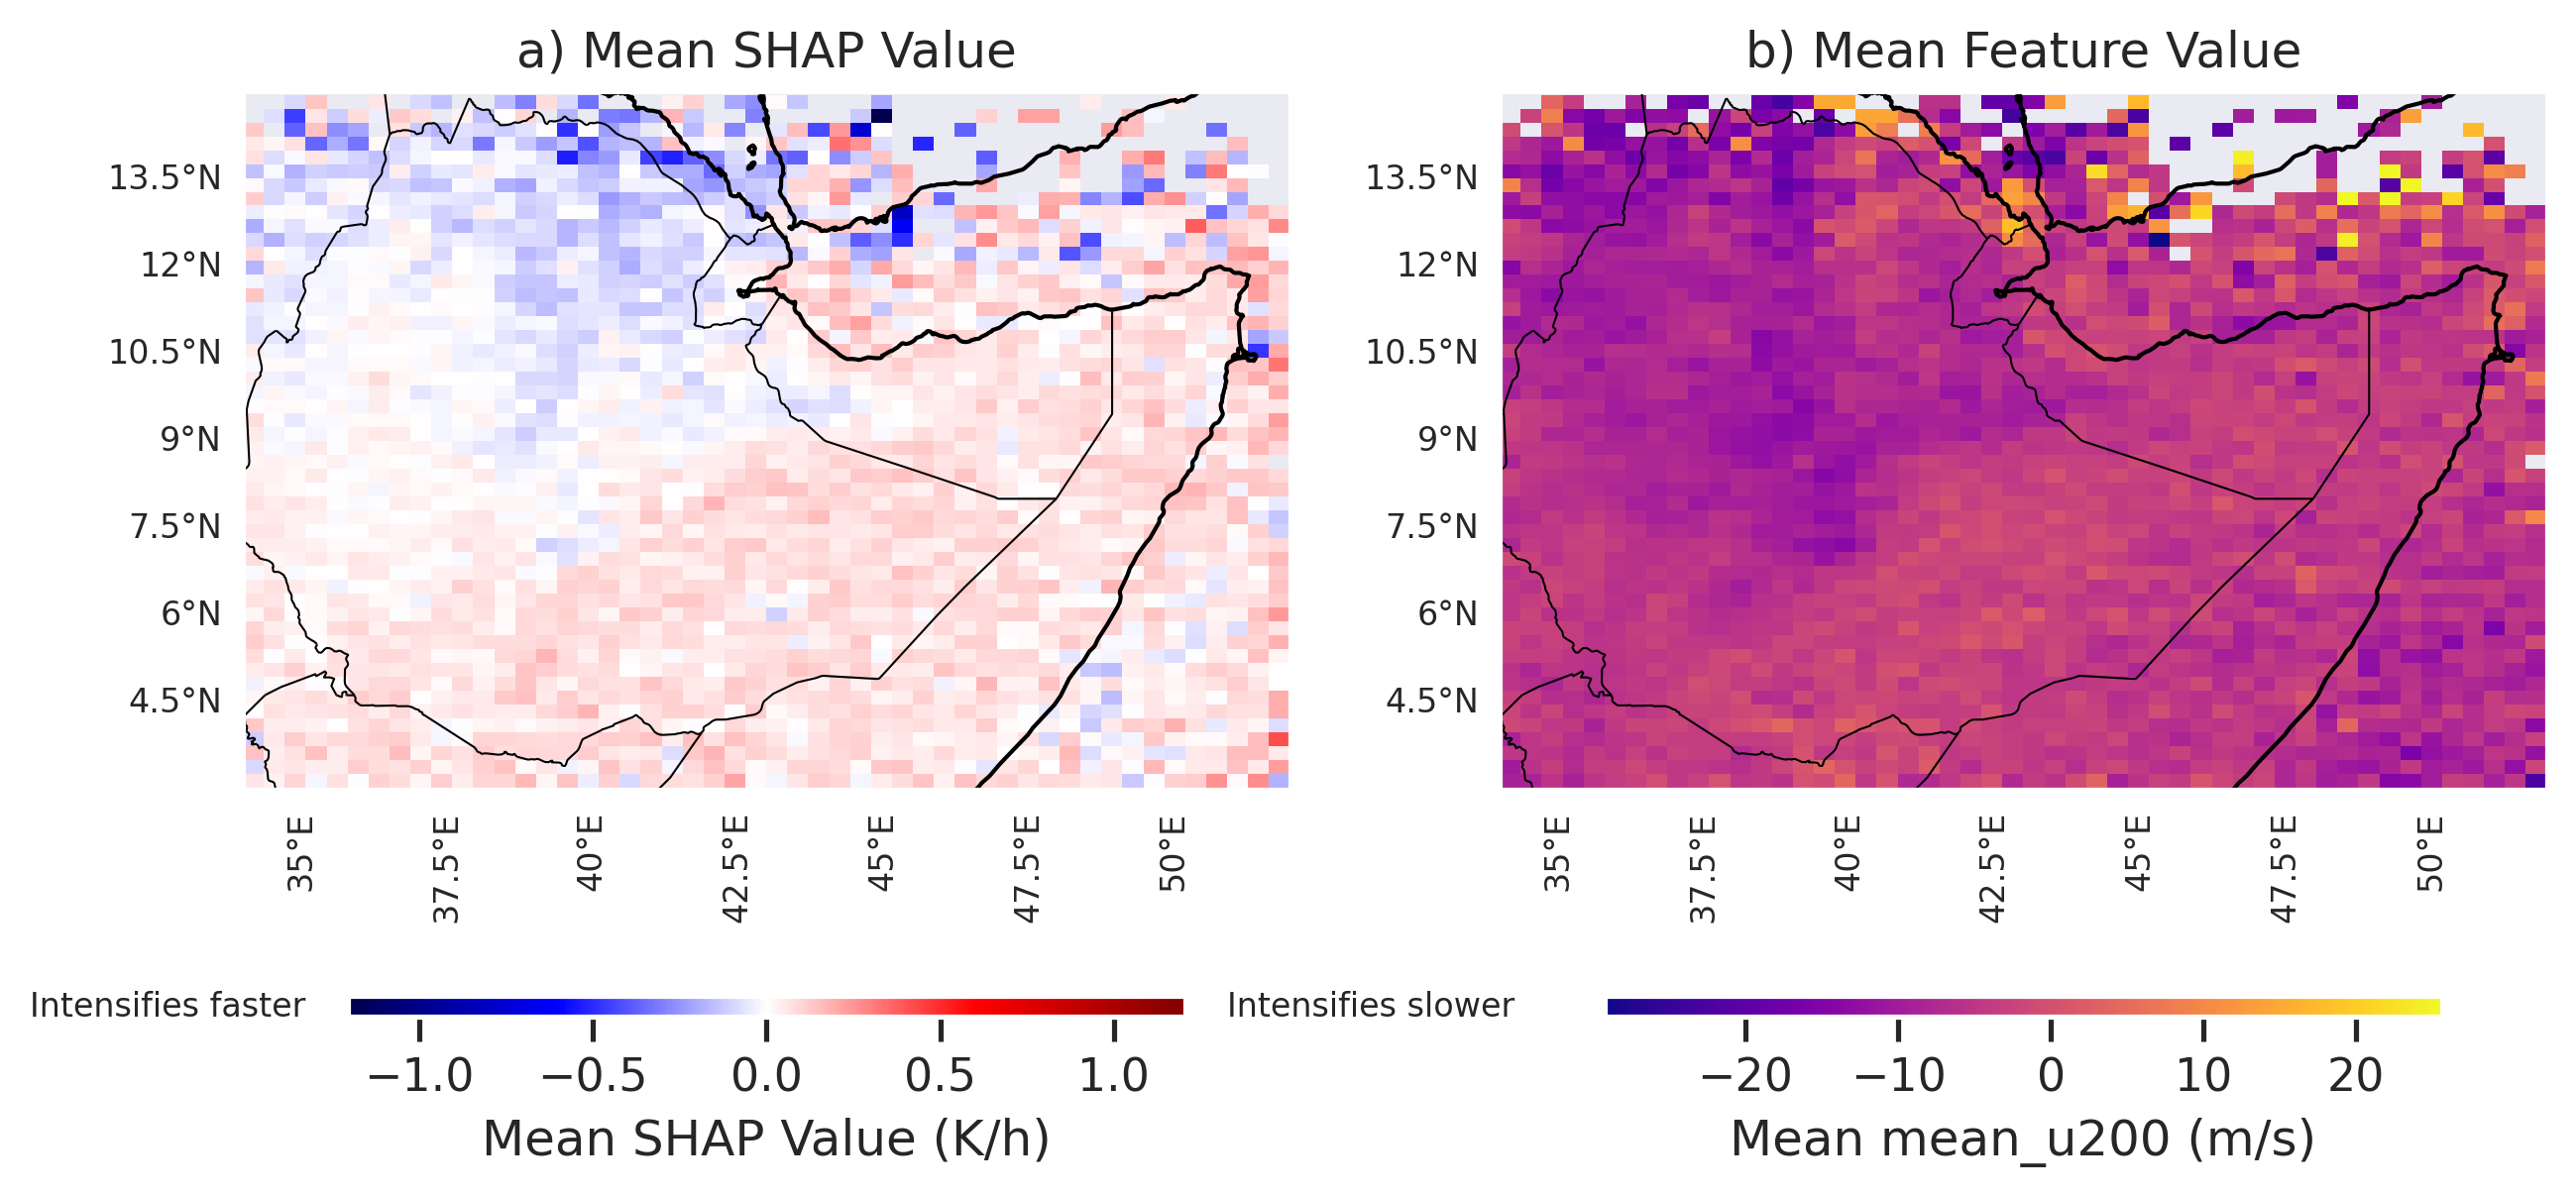 a) Mean SHAP Value
b) Mean Feature Value
13.5°N
12°N
10.5°N
9°N
7.5°N
6°N
4.5°N
35°E
37.5°E
40°E
42.5°E
45°E
47.5°E
50°E
13.5°N
12°N
10.5°N
9°N
7.5°N
6°N
4.5°N
35°E
37.5°E
40°E
42.5°E
45°E
47.5°E
50°E
Intensifies faster
Intensifies slower
−1.0 −0.5 0.0 0.5 1.0
Mean SHAP Value (K/h)
−20 −10 0 10 20
Mean mean_u200 (m/s)